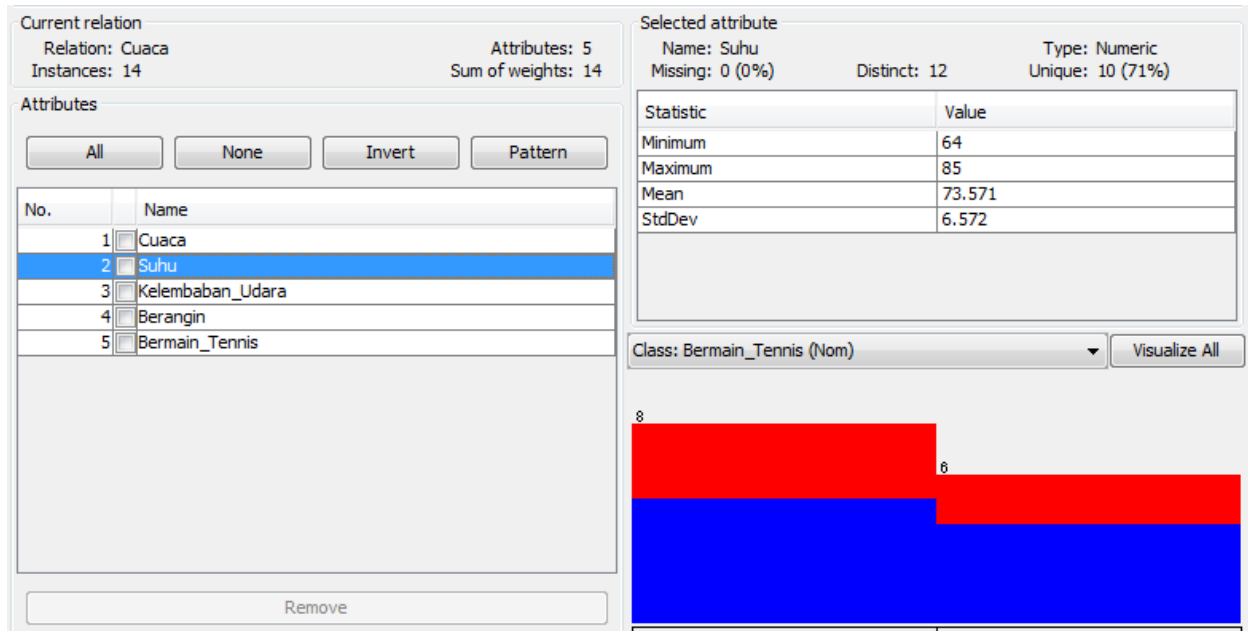 Current relation
Relation: Cuaca Attributes: 5
Instances: 14 Sum of weights: 14
Attributes
All None Invert Pattern
No. Name
1 Cuaca
2 Suhu
3 Kelembaban_Udara
4 Berangin
5 Bermain_Tennis
Remove
Selected attribute
Name: Suhu Type: Numeric
Missing: 0 (0%) Distinct: 12 Unique: 10 (71%)
Statistic Value
Minimum 64
Maximum 85
Mean 73.571
StdDev 6.572
Class: Bermain_Tennis (Nom) Visualize All
8
6